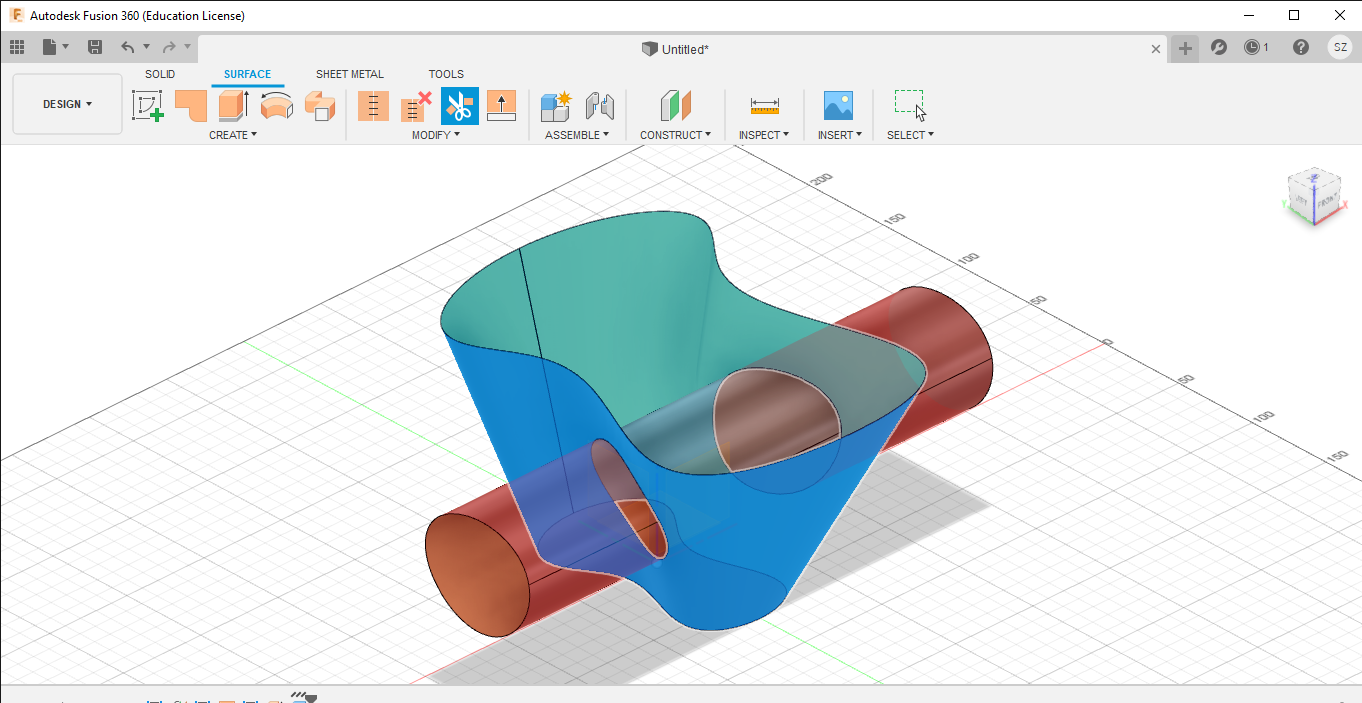 Autodesk Fusion 360 (Education License)
Untitled*
1
SZ
DESIGN
SOLID
SURFACE
SHEET METAL
TOOLS
CREATE
MODIFY
ASSEMBLE
CONSTRUCT
INSPECT
INSERT
SELECT
200
150
100
50
0
50
100
150
Z
LEFT
FRONT
Y
X